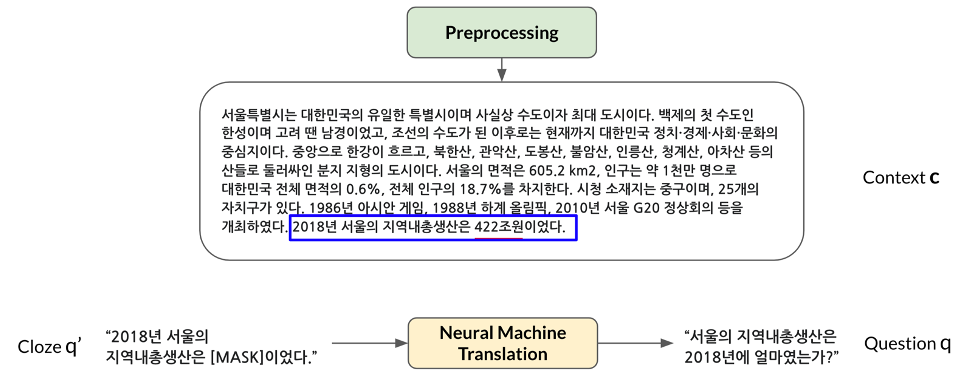 Preprocessing
서울특별시는 대한민국의 유일한 특별시이며 사실상 수도이자 최대 도시이다. 백제의 첫 수도인
한성이며 고려 땐 남경이었고, 조선의 수도가 된 이후로는 현재까지 대한민국 정치·경제·사회·문화의
중심지이다. 중앙으로 한강이 흐르고, 북한산, 관악산, 도봉산, 불암산, 인릉산, 청계산, 아차산 등의
산들로 둘러싸인 분지 지형의 도시이다. 서울의 면적은 605.2 km2, 인구는 약 1천만 명으로
대한민국 전체 면적의 0.6%, 전체 인구의 18.7%를 차지한다. 시청 소재지는 중구이며, 25개의
자치구가 있다. 1986년 아시안 게임, 1988년 하계 올림픽, 2010년 서울 G20 정상회의 등을
개최하였다. 2018년 서울의 지역내총생산은 422조원이었다.
Context c
Cloze q’
“2018년 서울의
지역내총생산은 [MASK]이었다.”
Neural Machine
Translation
“서울의 지역내총생산은
2018년에 얼마였는가?”
Question q